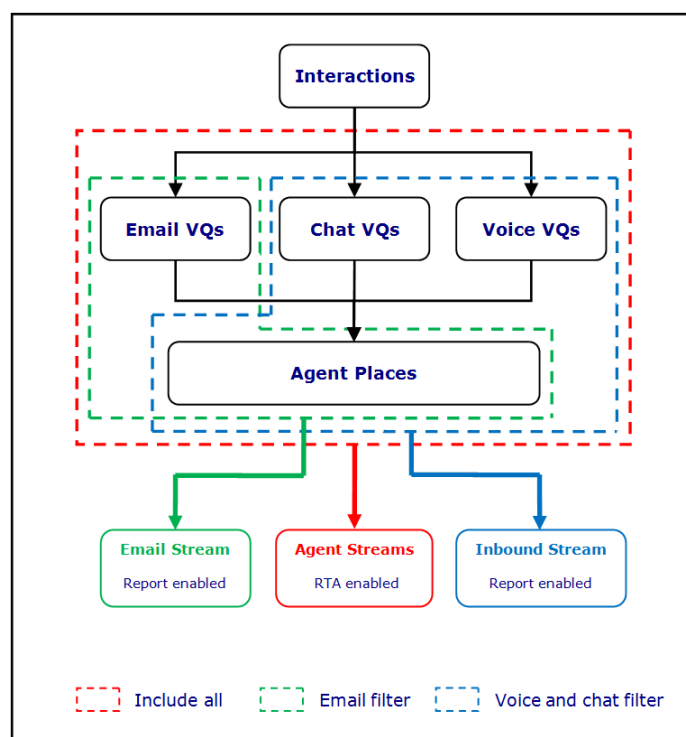 Interactions
Email VQs
Chat VQs
Voice VQs
Agent Places
Email Stream
Report enabled
Agent Streams
RTA enabled
Inbound Stream
Report enabled
Include all
Email filter
Voice and chat filter